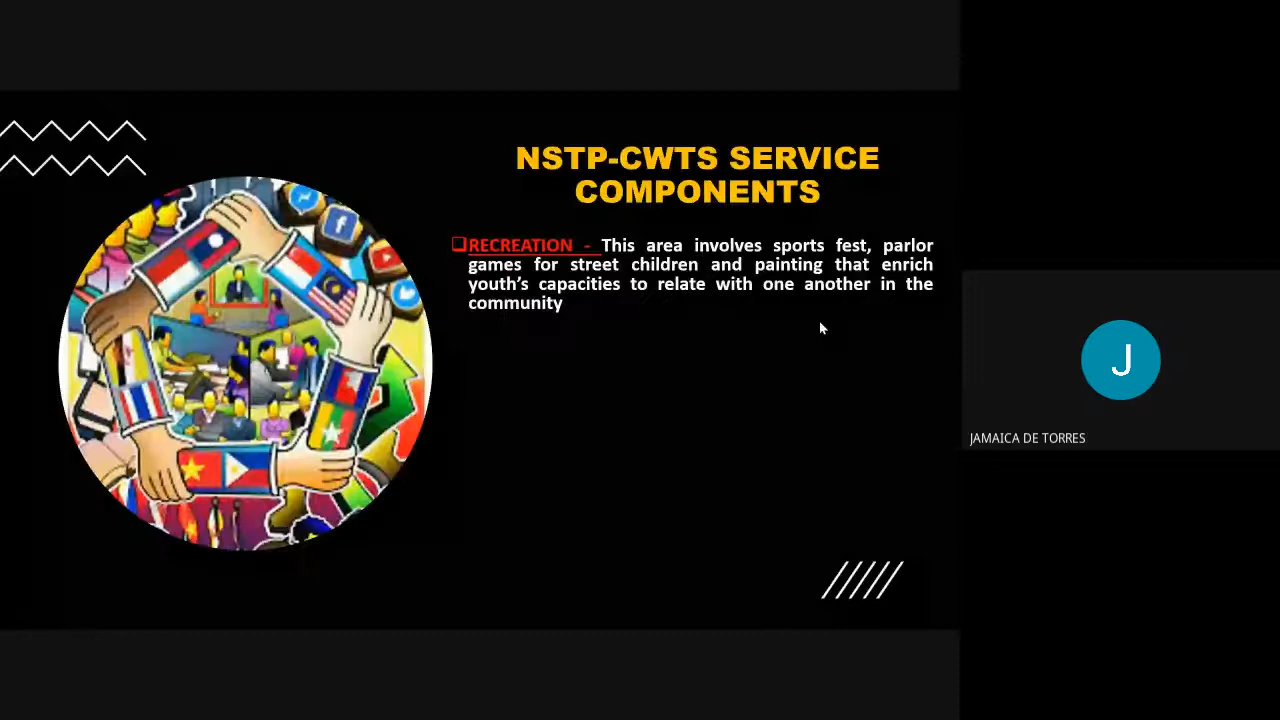 NSTP-CWTS SERVICE
COMPONENTS
❑RECREATION - This area involves sports fest, parlor
games for street children and painting that enrich
youth’s capacities to relate with one another in the
community
J
JAMAICA DE TORRES